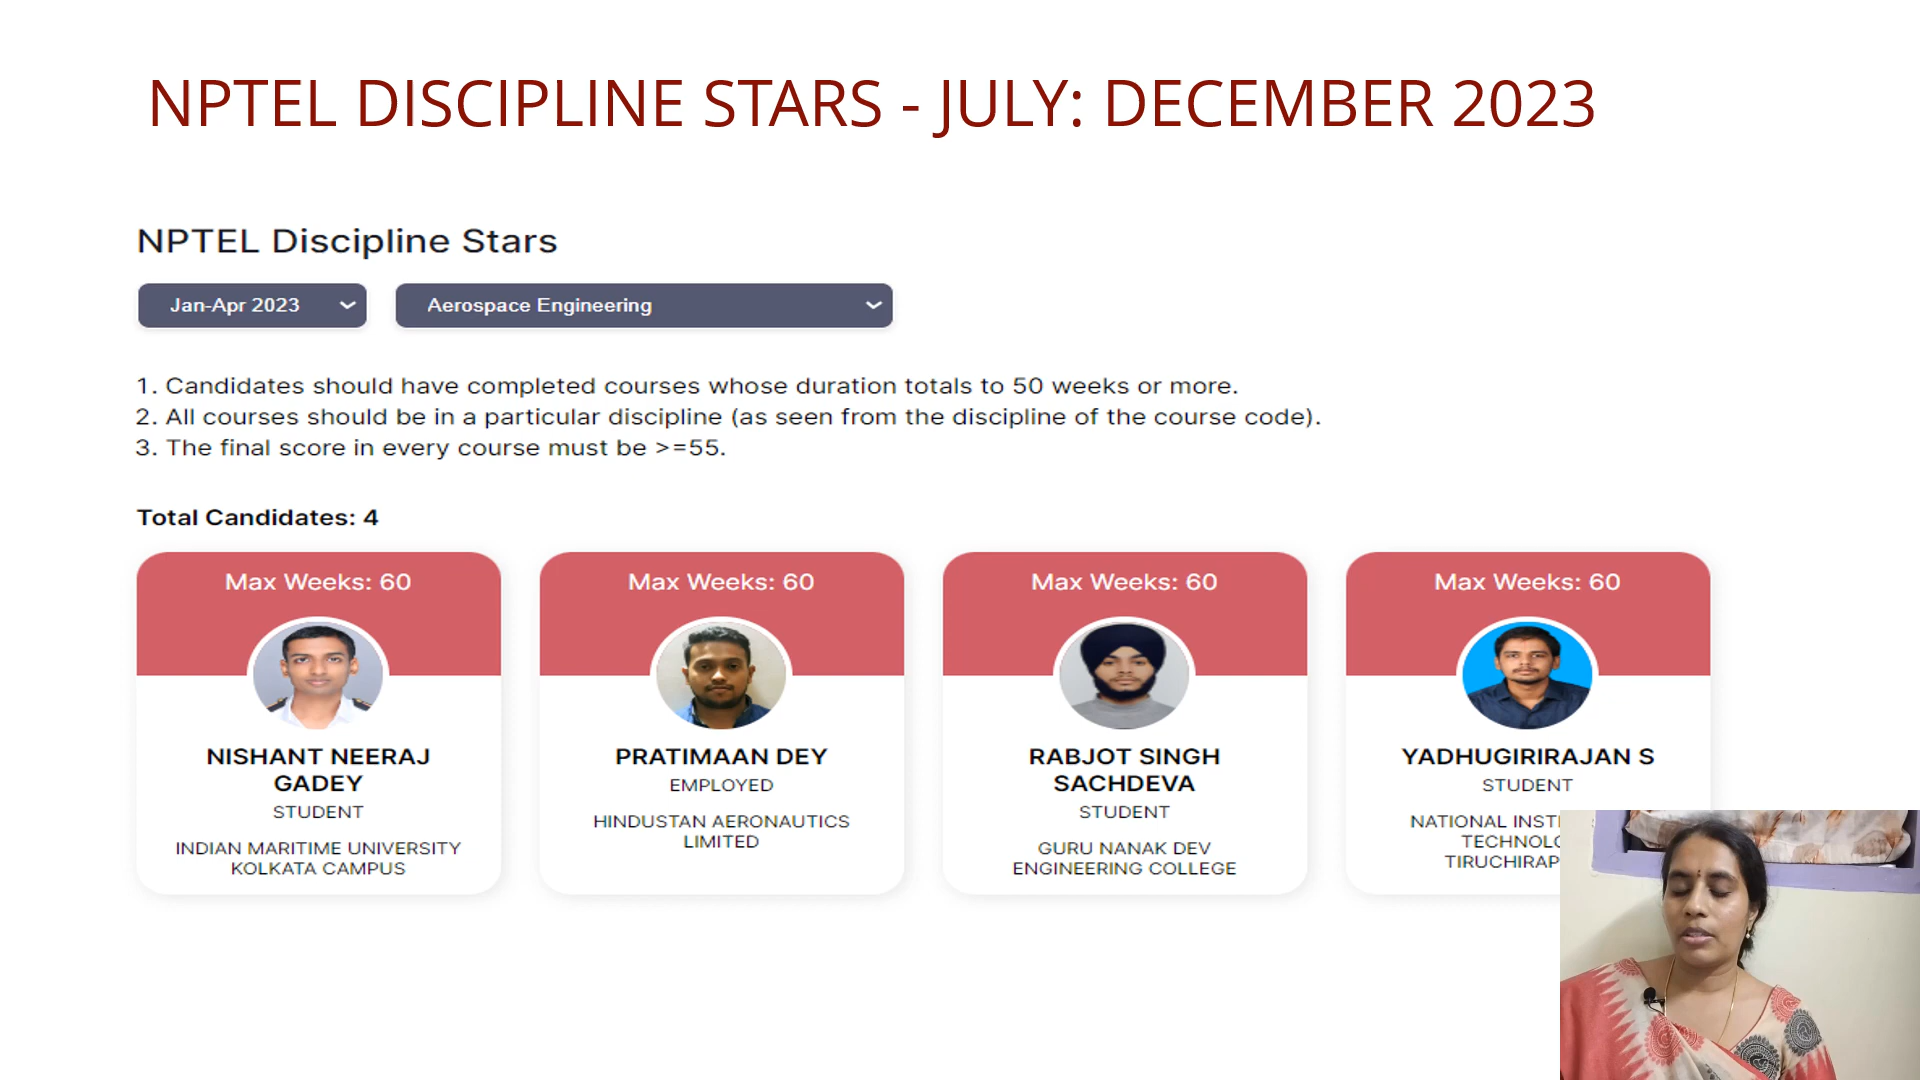 NPTEL DISCIPLINE STARS - JULY: DECEMBER 2023
NPTEL Discipline Stars
Jan-Apr 2023
Aerospace Engineering
1. Candidates should have completed courses whose duration totals to 50 weeks or more.
2. All courses should be in a particular discipline (as seen from the discipline of the course code).
3. The final score in every course must be >=55.
Total Candidates: 4
Max Weeks: 60
NISHANT NEERAJ
GADEY
STUDENT
INDIAN MARITIME UNIVERSITY
KOLKATA CAMPUS
Max Weeks: 60
PRATIMAAN DEY
EMPLOYED
HINDUSTAN AERONAUTICS
LIMITED
Max Weeks: 60
RABJOT SINGH
SACHDEVA
STUDENT
GURU NANAK DEV
ENGINEERING COLLEGE
Max Weeks: 60
YADHUGIRIRAJAN S
STUDENT
NATIONAL